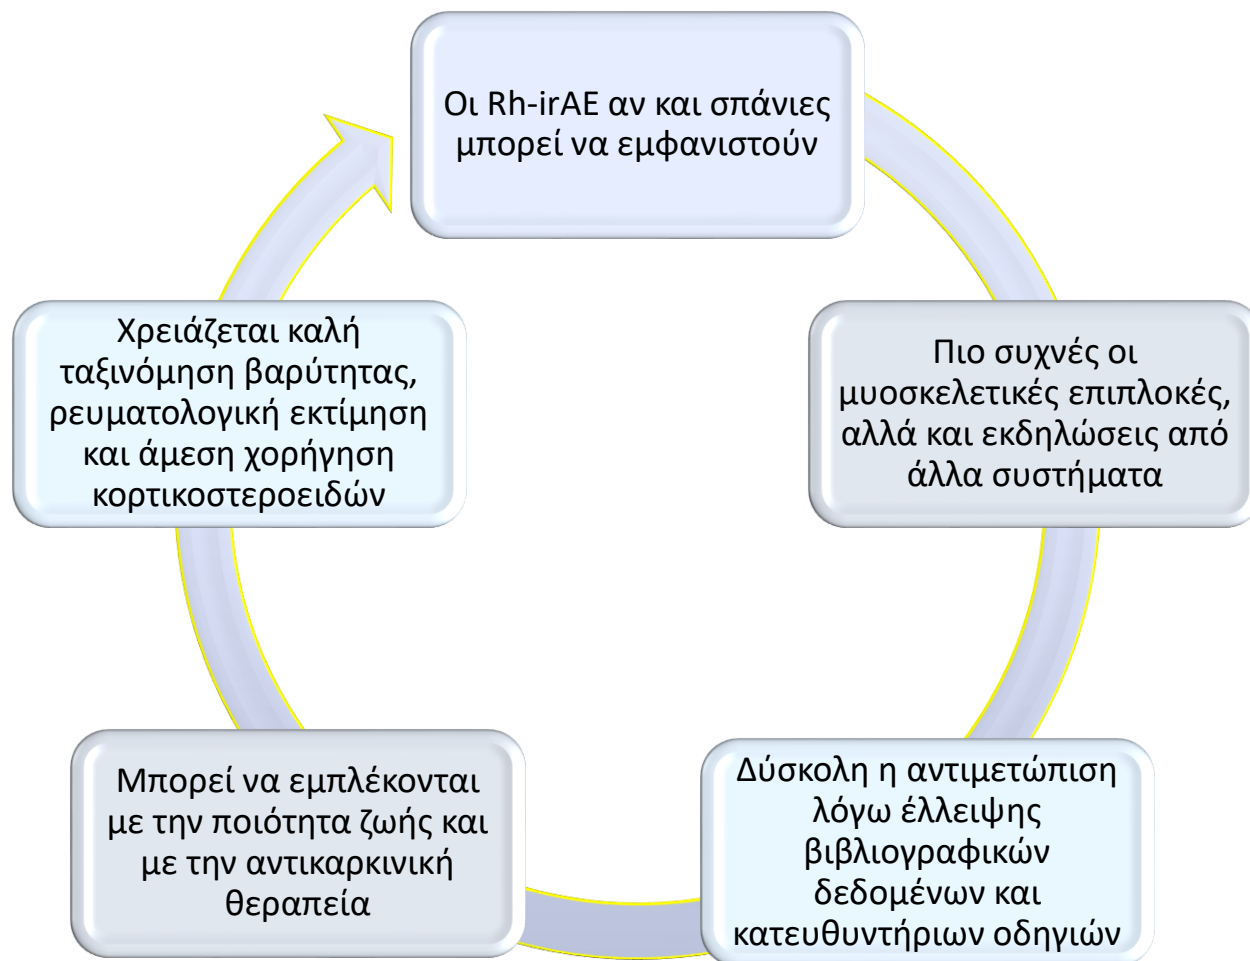 Οι Rh-irAE αν και σπάνιες
μπορεί να εμφανιστούν
Πιο συχνές οι
μυοσκελετικές επιπλοκές,
αλλά και εκδηλώσεις από
άλλα συστήματα
Δύσκολη η αντιμετώπιση
λόγω έλλειψης
βιβλιογραφικών
δεδομένων και
κατευθυντήριων οδηγιών
Μπορεί να εμπλέκονται
με την ποιότητα ζωής και
με την αντικαρκινική
θεραπεία
Χρειάζεται καλή
ταξινόμηση βαρύτητας,
ρευματολογική εκτίμηση
και άμεση χορήγηση
κορτικοστεροειδών